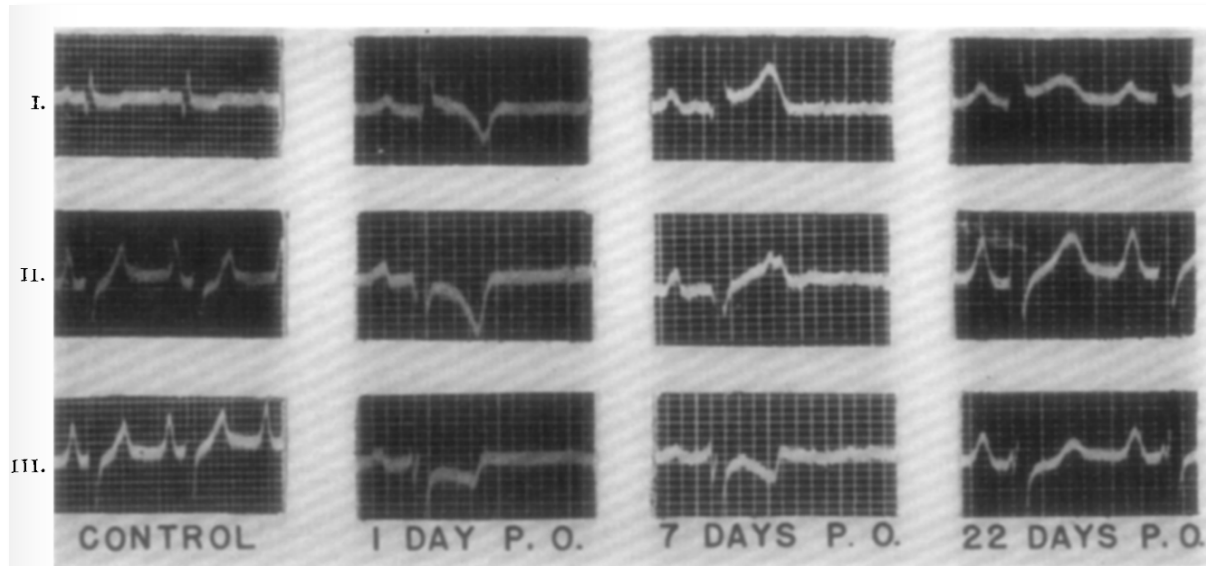 I.
II.
III.
CONTROL 1 DAY P. O. 7 DAYS P. O. 22 DAYS P. O.